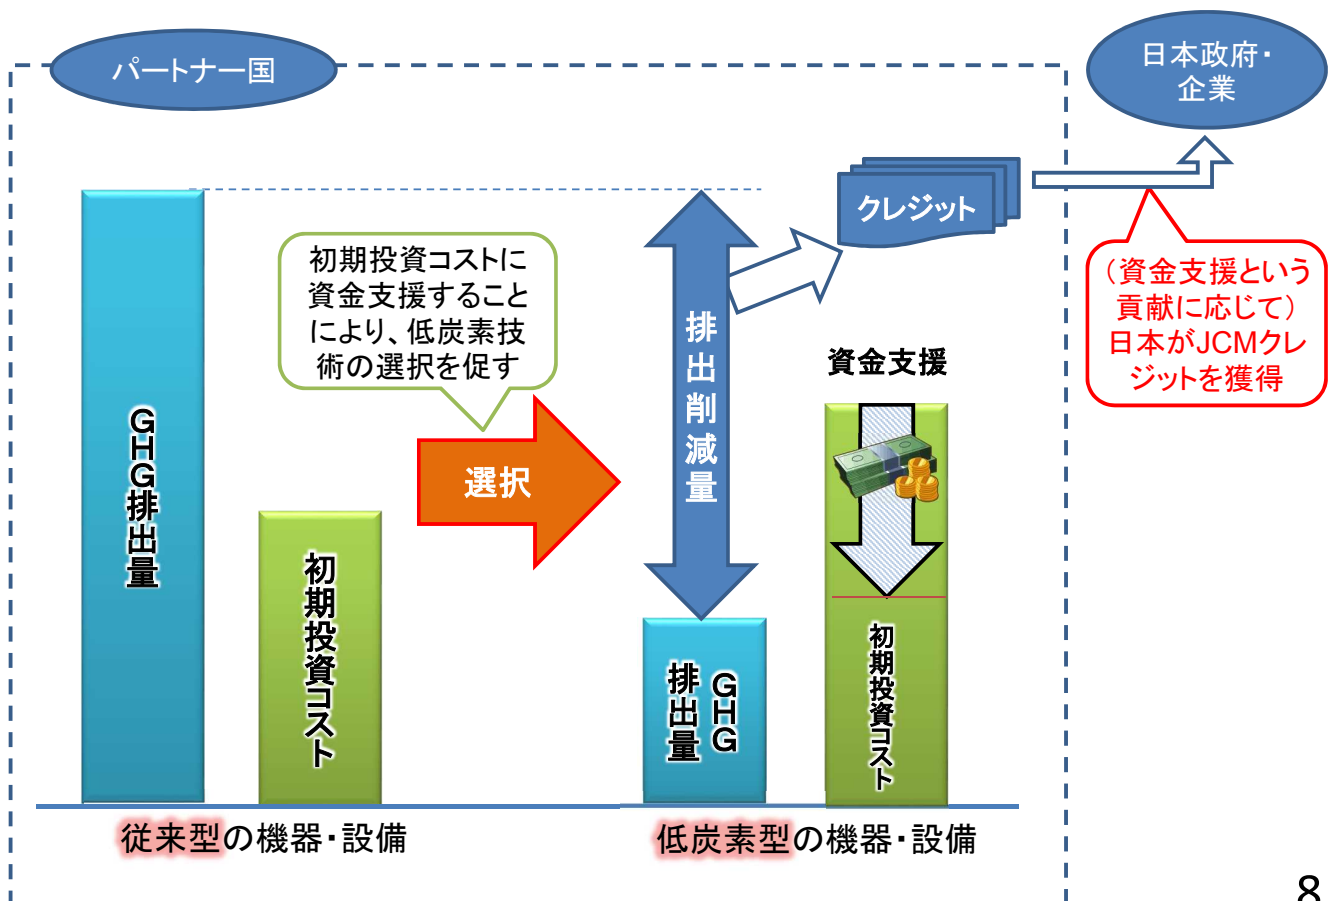 パートナー国
日本政府・
企業
クレジット
初期投資コストに
資金支援すること
により、低炭素技
術の選択を促す
（資金支援という
貢献に応じて）
日本がJCMクレ
ジットを獲得
排出削減量
資金支援
GHG排出量
選択
初期投資コスト
GHG
排出量
初期投資コスト
従来型の機器・設備
低炭素型の機器・設備
8